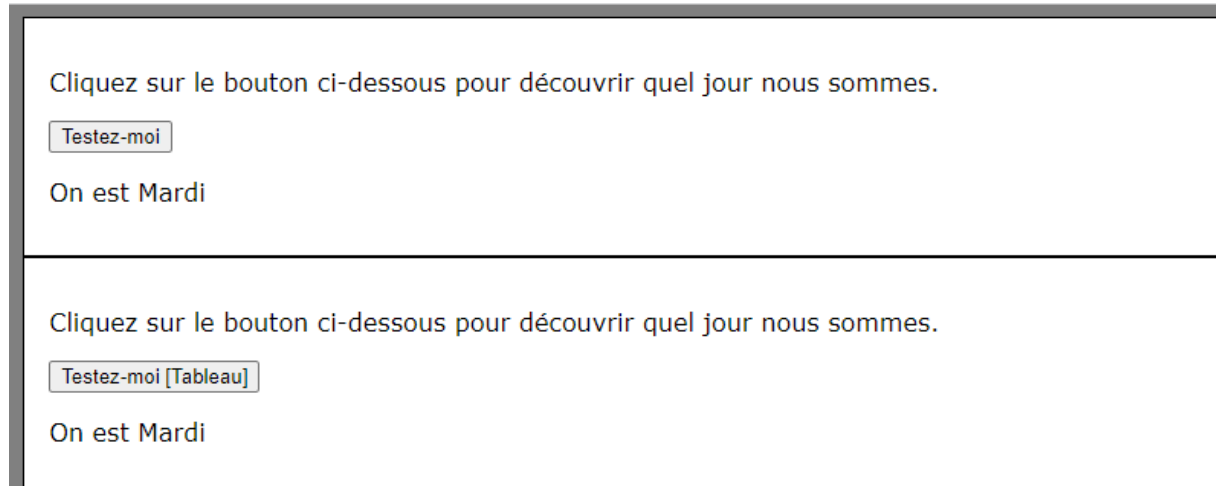 Cliquez sur le bouton ci-dessous pour découvrir quel jour nous sommes.
Testez-moi
On est Mardi
Cliquez sur le bouton ci-dessous pour découvrir quel jour nous sommes.
Testez-moi [Tableau]
On est Mardi